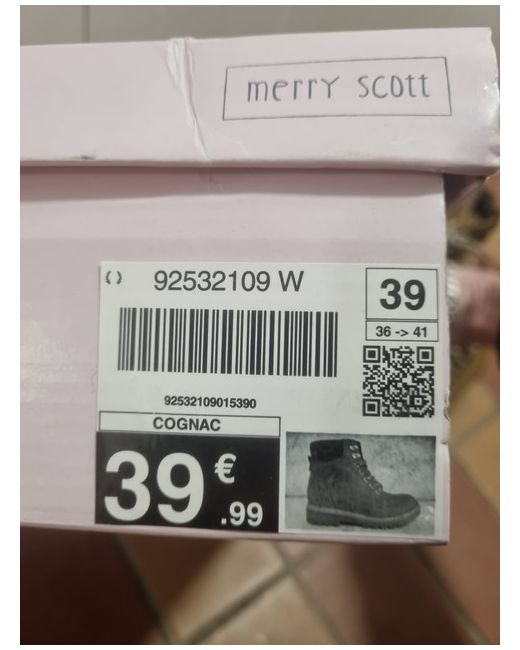 merry scott
() 92532109 W
39
36 -> 41
92532109015390
COGNAC
39 €
.99